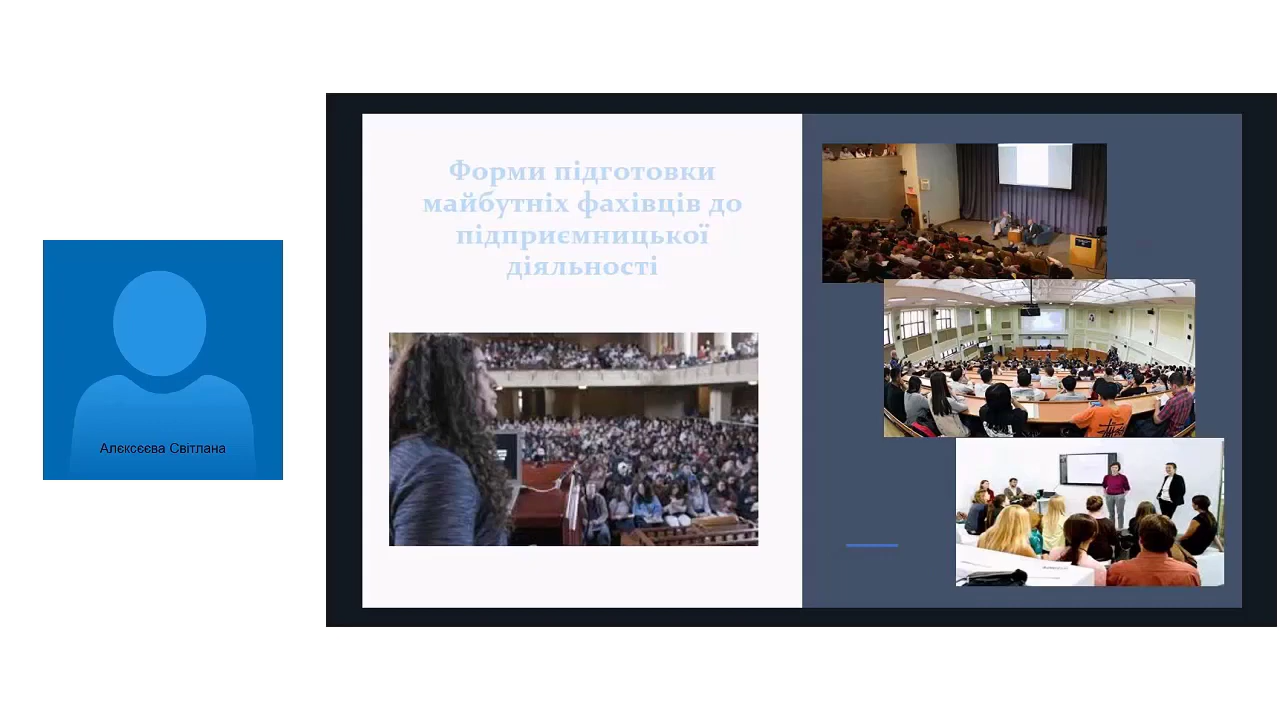 Форми підготовки
майбутніх фахівців до
підприємницької
діяльності
Алєксєєва Світлана